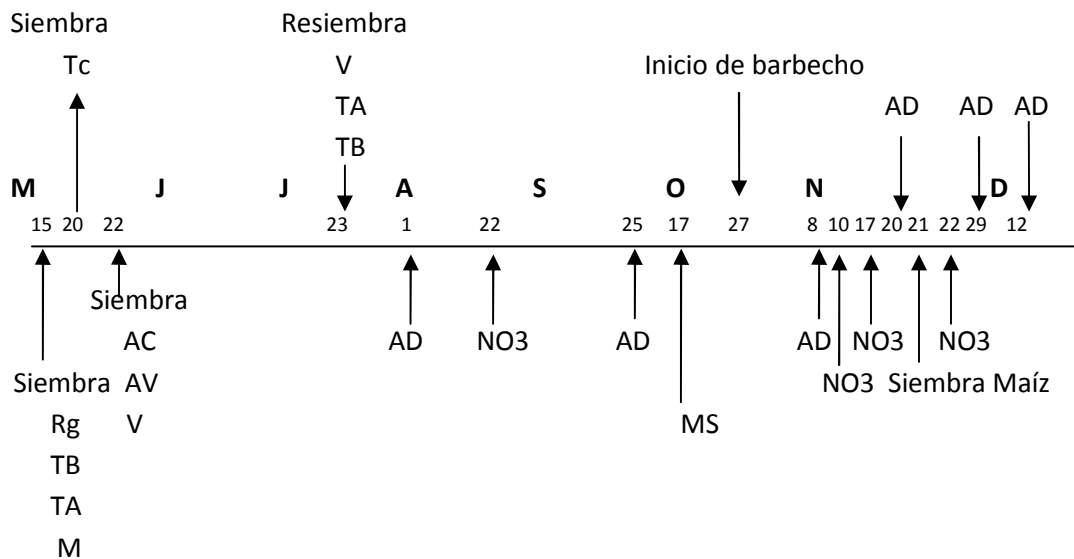 Siembra Resiembra
Tc V Inicio de barbecho
TA AD AD AD
TB
M J J A S O N D
15 20 22 23 1 22 25 17 27 8 10 17 20 21 22 29 12
Siembra
AC AD NO3 AD AD NO3 NO3
Siembra AV NO3 Siembra Maíz
Rg V MS
TB
TA
M